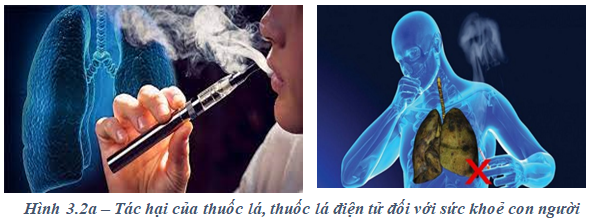 Hình 3.2a – Tác hại của thuốc lá, thuốc lá điện tử đối với sức khoẻ con người